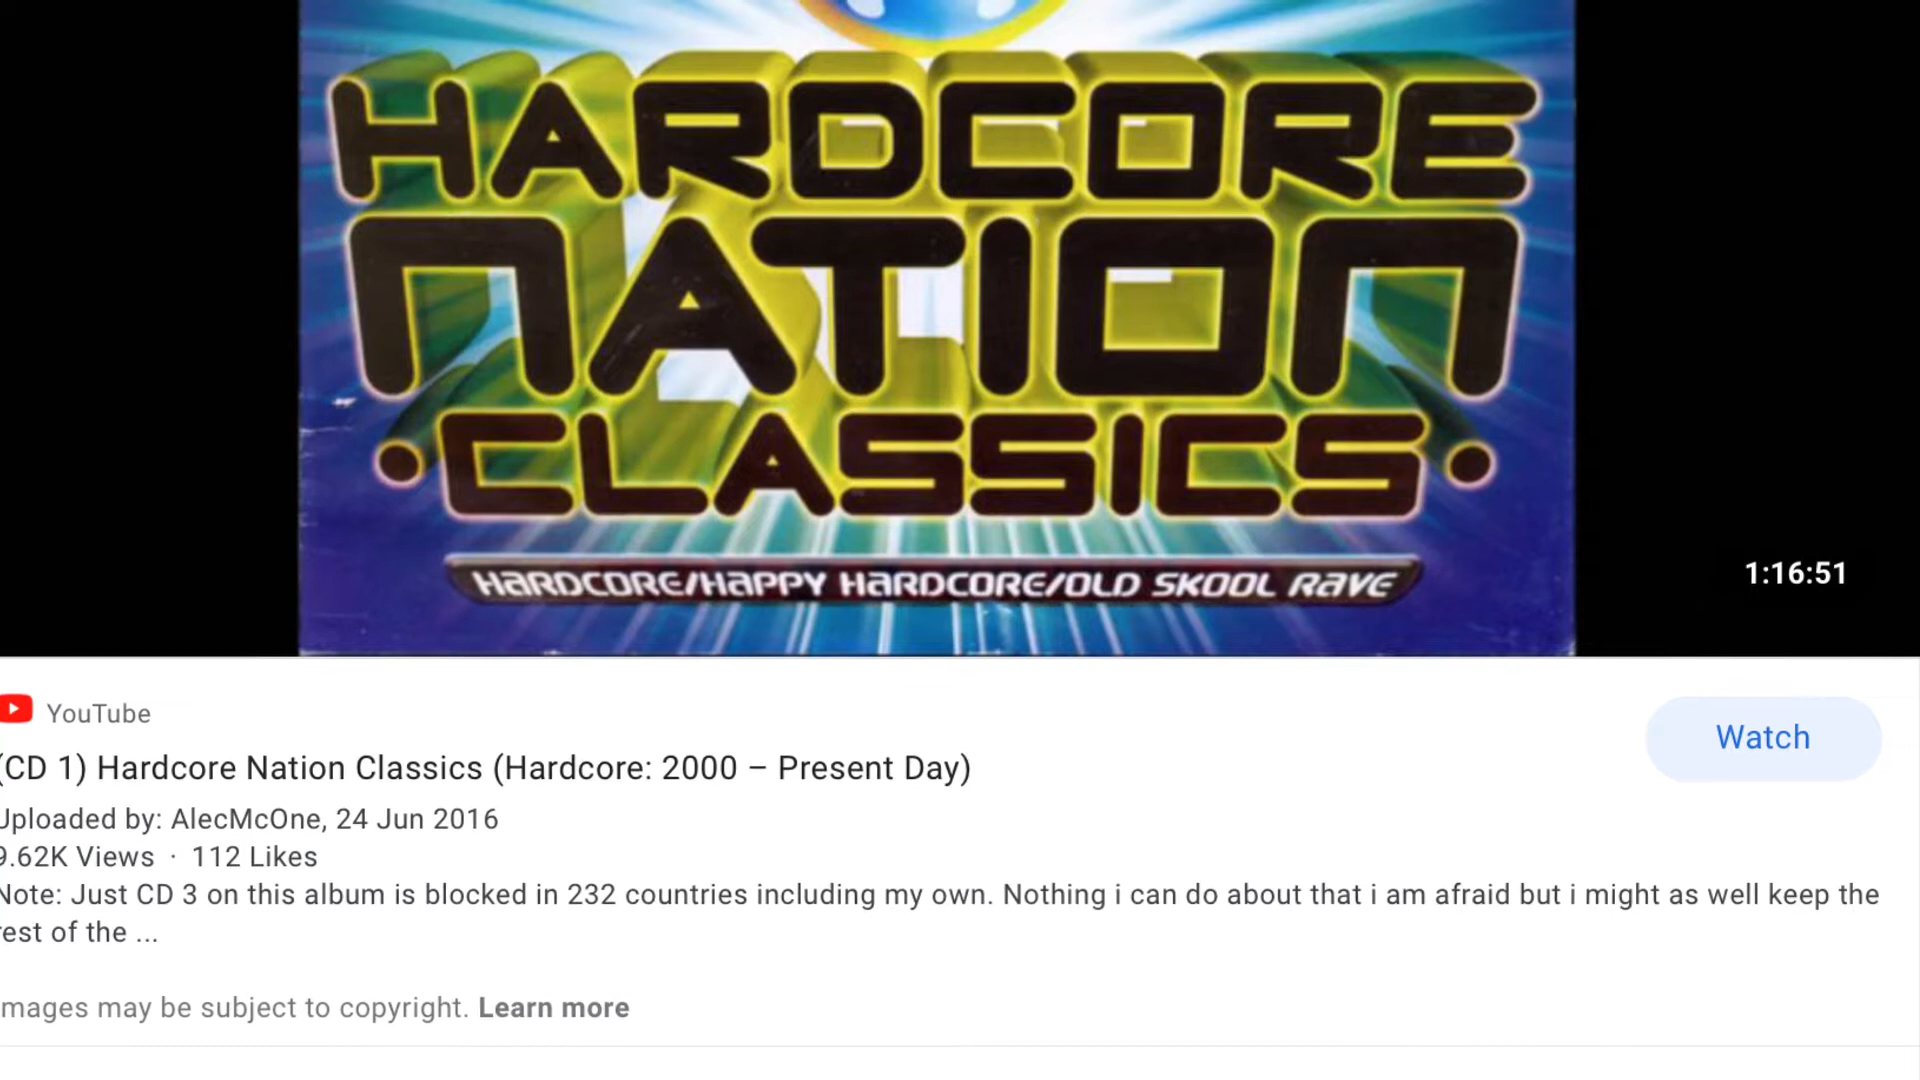 HARDCORE
NATION
• CLASSICS •
HARDCORE/HAPPY HARDCORE/OLD SKOOL RAVE
1:16:51
YouTube
Watch
(CD 1) Hardcore Nation Classics (Hardcore: 2000 – Present Day)
Uploaded by: AlecMcOne, 24 Jun 2016
9.62K Views · 112 Likes
Note: Just CD 3 on this album is blocked in 232 countries including my own. Nothing i can do about that i am afraid but i might as well keep the
rest of the ...
mages may be subject to copyright. Learn more